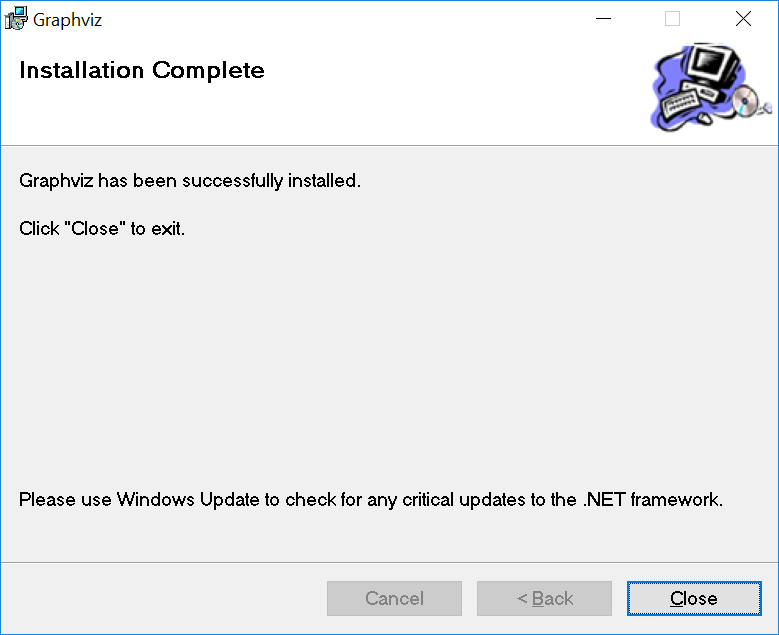 Graphviz
Installation Complete
Graphviz has been successfully installed.
Click "Close" to exit.
Please use Windows Update to check for any critical updates to the .NET framework.
Cancel
< Back
Close